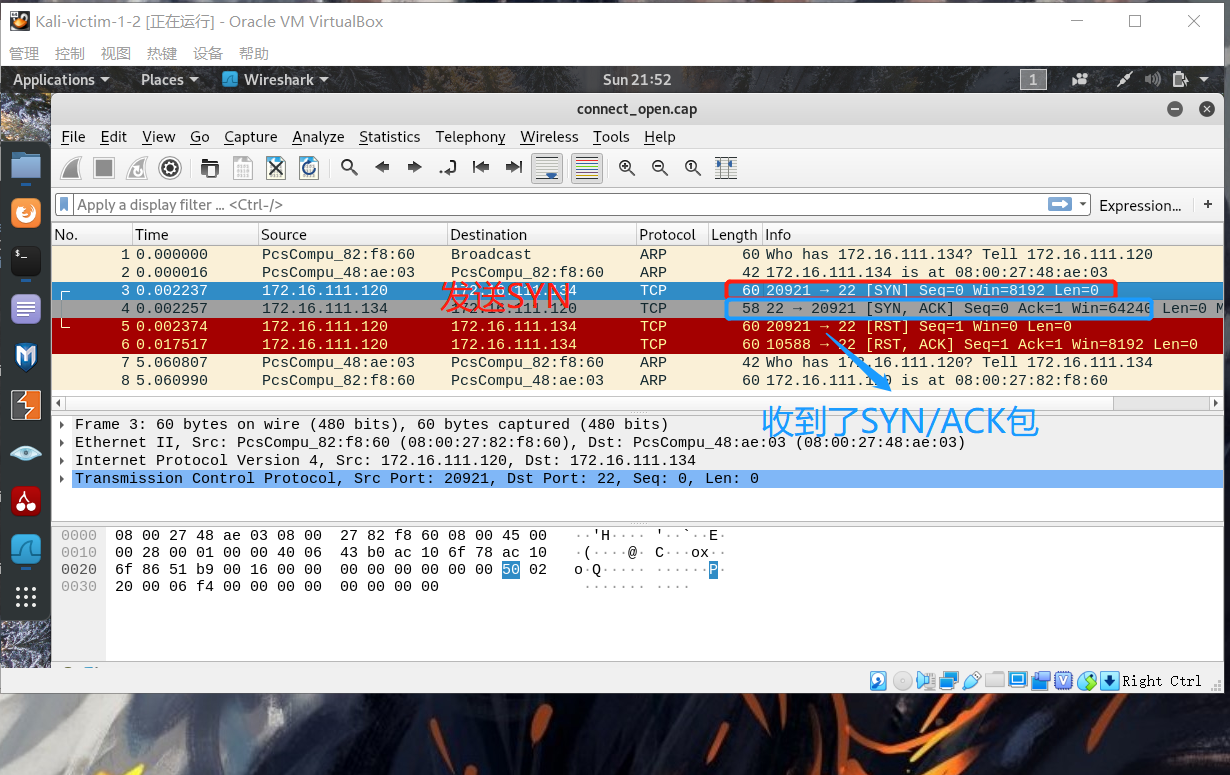 Kali-victim-1-2 [正在运行] - Oracle VM VirtualBox
管理 控制 视图 热键 设备 帮助
Applications Places Wireshark Sun 21:52 1
connect_open.cap
File Edit View Go Capture Analyze Statistics Telephony Wireless Tools Help
Apply a display filter ... <Ctrl-/> Expression... +
No. Time Source Destination Protocol Length Info
1 0.000000 PcsCompu_82:f8:60 Broadcast ARP 60 Who has 172.16.111.134? Tell 172.16.111.120
2 0.000016 PcsCompu_48:ae:03 PcsCompu_82:f8:60 ARP 42 172.16.111.134 is at 08:00:27:48:ae:03
3 0.002237 172.16.111.120 172.16.111.134 TCP 60 20921 → 22 [SYN] Seq=0 Win=8192 Len=0
发送SYN
4 0.002257 172.16.111.134 172.16.111.120 TCP 58 22 → 20921 [SYN, ACK] Seq=0 Ack=1 Win=64240 Len=0 M
5 0.002374 172.16.111.120 172.16.111.134 TCP 60 20921 → 22 [RST] Seq=1 Win=0 Len=0
6 0.017517 172.16.111.120 172.16.111.134 TCP 60 10588 → 22 [RST, ACK] Seq=1 Ack=1 Win=8192 Len=0
7 5.060807 PcsCompu_48:ae:03 PcsCompu_82:f8:60 ARP 42 Who has 172.16.111.120? Tell 172.16.111.134
8 5.060990 PcsCompu_82:f8:60 PcsCompu_48:ae:03 ARP 60 172.16.111.120 is at 08:00:27:82:f8:60
收到了SYN/ACK包
Frame 3: 60 bytes on wire (480 bits), 60 bytes captured (480 bits)
Ethernet II, Src: PcsCompu_82:f8:60 (08:00:27:82:f8:60), Dst: PcsCompu_48:ae:03 (08:00:27:48:ae:03)
Internet Protocol Version 4, Src: 172.16.111.120, Dst: 172.16.111.134
Transmission Control Protocol, Src Port: 20921, Dst Port: 22, Seq: 0, Len: 0
0000 08 00 27 48 ae 03 08 00 27 82 f8 60 08 00 45 00 ··'H···· '··`··E·
0010 00 28 00 01 00 00 40 06 43 b0 ac 10 6f 78 ac 10 ·(····@· C···ox··
0020 6f 86 51 b9 00 16 00 00 00 00 00 00 00 00 50 02 o·Q····· ······P·
0030 20 00 06 f4 00 00 00 00 00 00 00 00 ······· ····
Right Ctrl